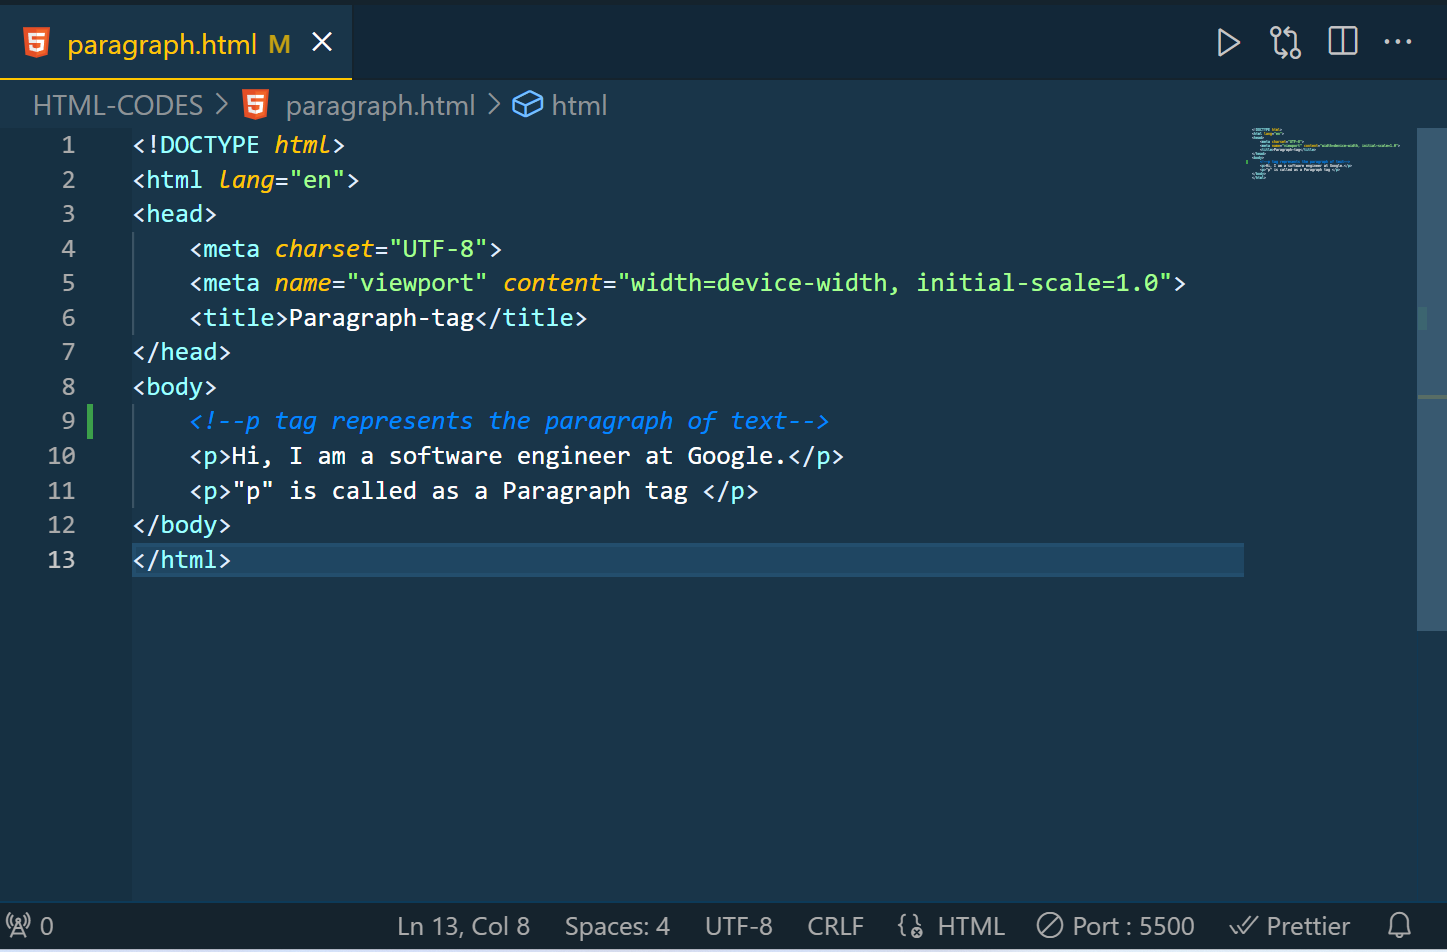 paragraph.html M
HTML-CODES > paragraph.html > html
1 <!DOCTYPE html>
2 <html lang="en">
3 <head>
4     <meta charset="UTF-8">
5     <meta name="viewport" content="width=device-width, initial-scale=1.0">
6     <title>Paragraph-tag</title>
7 </head>
8 <body>
9     <!--p tag represents the paragraph of text-->
10     <p>Hi, I am a software engineer at Google.</p>
11     <p>"p" is called as a Paragraph tag </p>
12 </body>
13 </html>
0 Ln 13, Col 8 Spaces: 4 UTF-8 CRLF HTML Port : 5500 Prettier